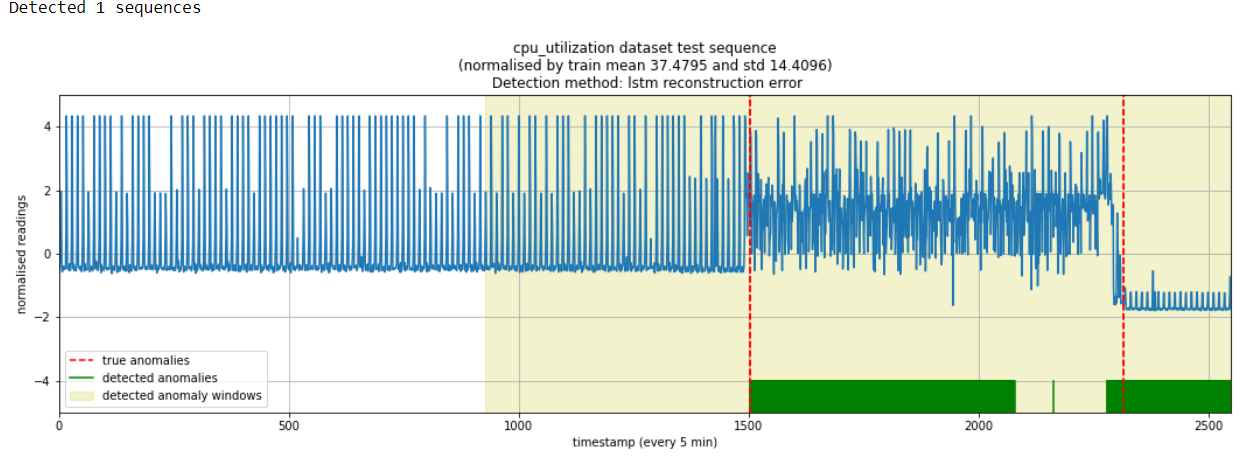 Detected 1 sequences
cpu_utilization dataset test sequence
(normalised by train mean 37.4795 and std 14.4096)
Detection method: lstm reconstruction error
normalised readings
4
2
0
−2
−4
true anomalies
detected anomalies
detected anomaly windows
0 500 1000 1500 2000 2500
timestamp (every 5 min)